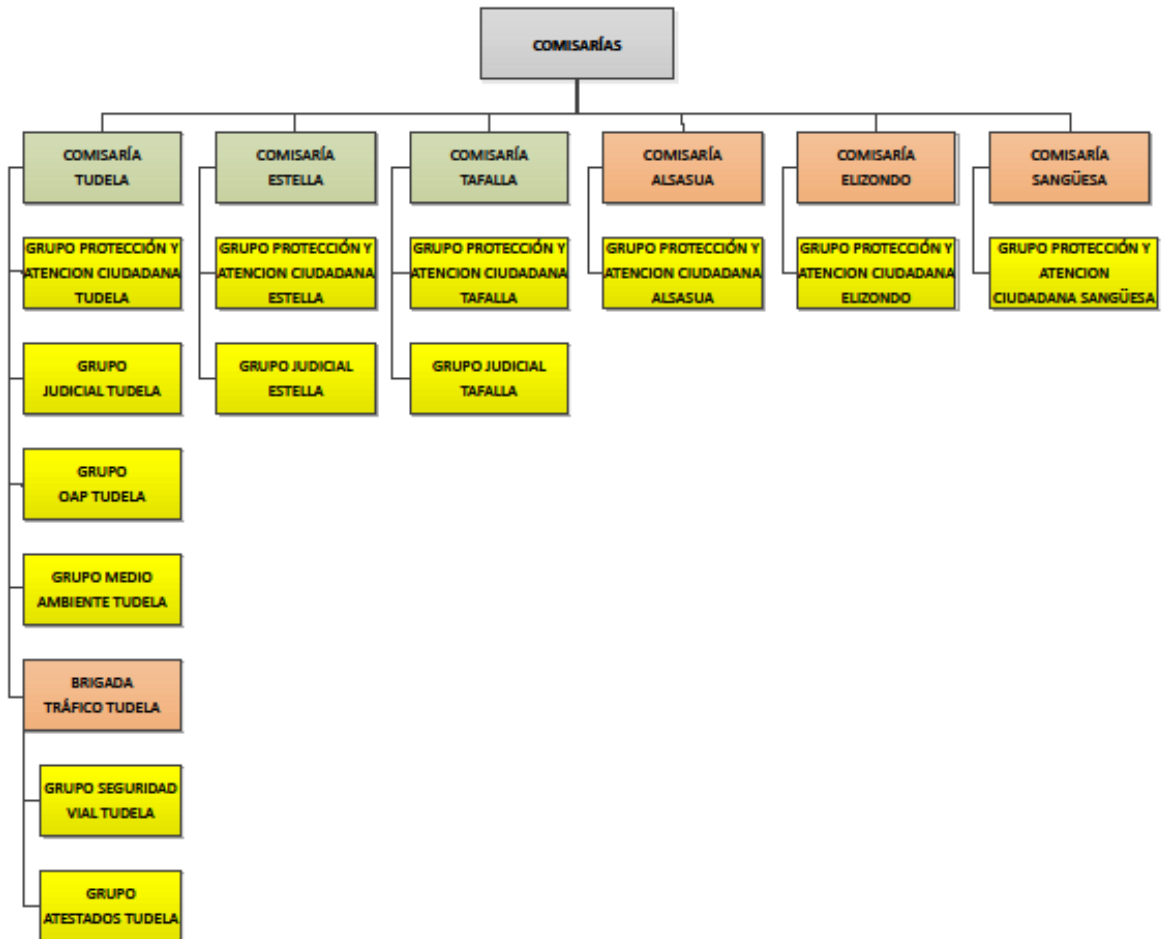 COMISARÍAS
COMISARÍA
TUDELA
COMISARÍA
ESTELLA
COMISARÍA
TAFALLA
COMISARÍA
ALSASUA
COMISARÍA
ELIZONDO
COMISARÍA
SANGÜESA
GRUPO PROTECCIÓN Y
ATENCION CIUDADANA
TUDELA
GRUPO PROTECCIÓN Y
ATENCION CIUDADANA
ESTELLA
GRUPO PROTECCIÓN Y
ATENCION CIUDADANA
TAFALLA
GRUPO PROTECCIÓN Y
ATENCION CIUDADANA
ALSASUA
GRUPO PROTECCIÓN Y
ATENCION CIUDADANA
ELIZONDO
GRUPO PROTECCIÓN Y
ATENCION
CIUDADANA SANGÜESA
GRUPO
JUDICIAL TUDELA
GRUPO JUDICIAL
ESTELLA
GRUPO JUDICIAL
TAFALLA
GRUPO
OAP TUDELA
GRUPO MEDIO
AMBIENTE TUDELA
BRIGADA
TRÁFICO TUDELA
GRUPO SEGURIDAD
VIAL TUDELA
GRUPO
ATESTADOS TUDELA